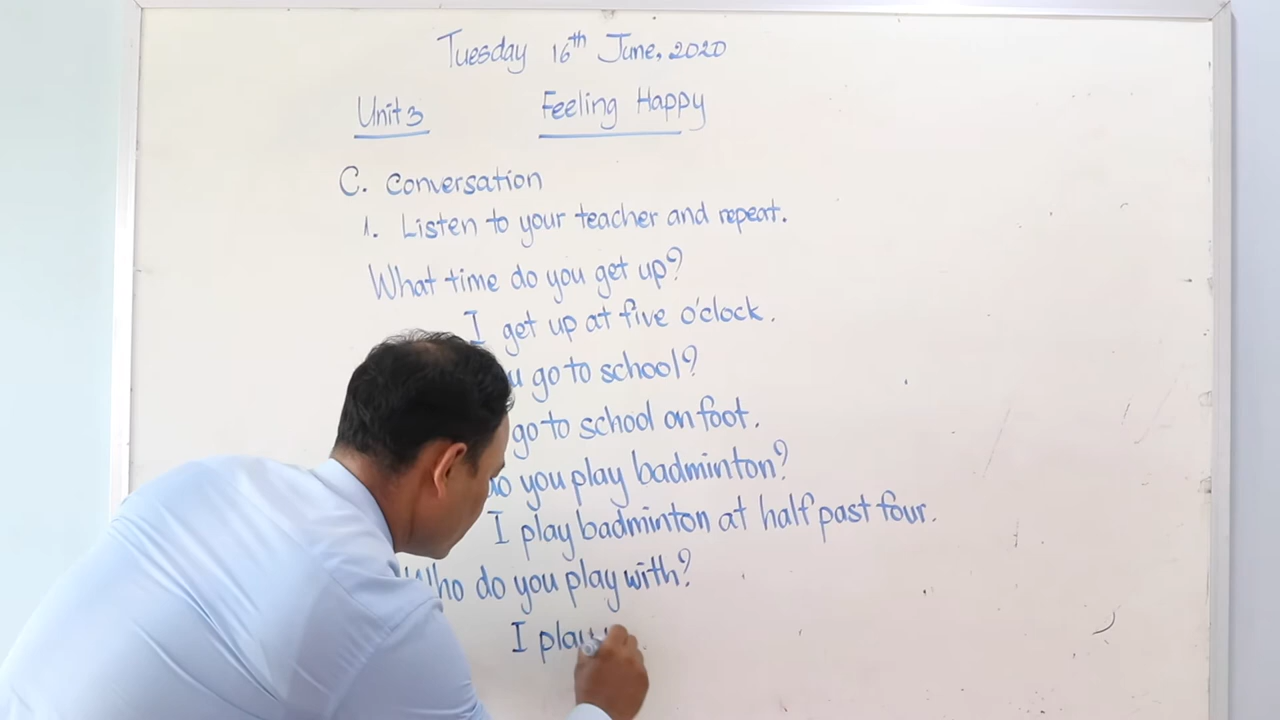 Tuesday 16th June, 2020
Unit 3 Feeling Happy
C. Conversation
1. Listen to your teacher and repeat.
What time do you get up?
I get up at five o'clock.
go to school?
go to school on foot.
do you play badminton?
I play badminton at half past four.
Who do you play with?
I play